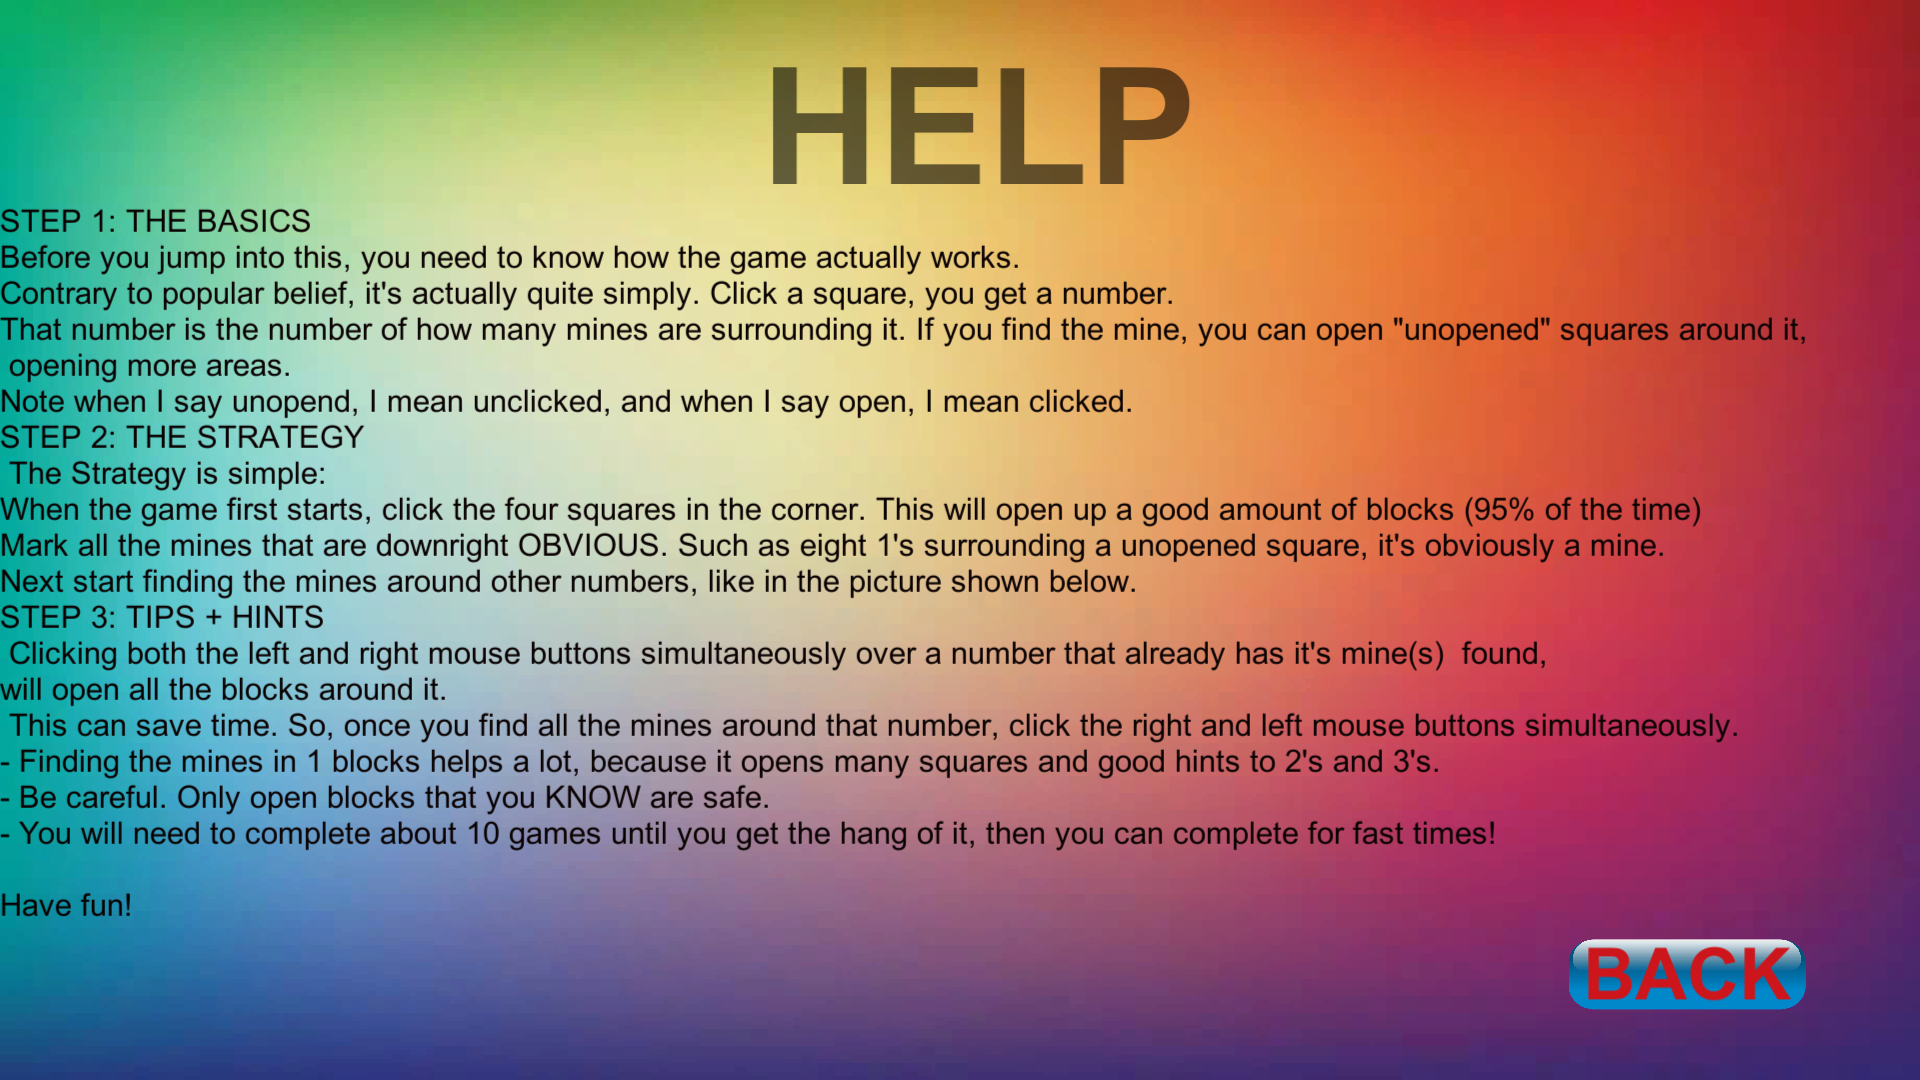 HELP
STEP 1: THE BASICS
Before you jump into this, you need to know how the game actually works.
Contrary to popular belief, it's actually quite simply. Click a square, you get a number.
That number is the number of how many mines are surrounding it. If you find the mine, you can open "unopened" squares around it,
opening more areas.
Note when I say unopend, I mean unclicked, and when I say open, I mean clicked.
STEP 2: THE STRATEGY
The Strategy is simple:
When the game first starts, click the four squares in the corner. This will open up a good amount of blocks (95% of the time)
Mark all the mines that are downright OBVIOUS. Such as eight 1's surrounding a unopened square, it's obviously a mine.
Next start finding the mines around other numbers, like in the picture shown below.
STEP 3: TIPS + HINTS
Clicking both the left and right mouse buttons simultaneously over a number that already has it's mine(s)  found,
will open all the blocks around it.
This can save time. So, once you find all the mines around that number, click the right and left mouse buttons simultaneously.
- Finding the mines in 1 blocks helps a lot, because it opens many squares and good hints to 2's and 3's.
- Be careful. Only open blocks that you KNOW are safe.
- You will need to complete about 10 games until you get the hang of it, then you can complete for fast times!
Have fun!
BACK